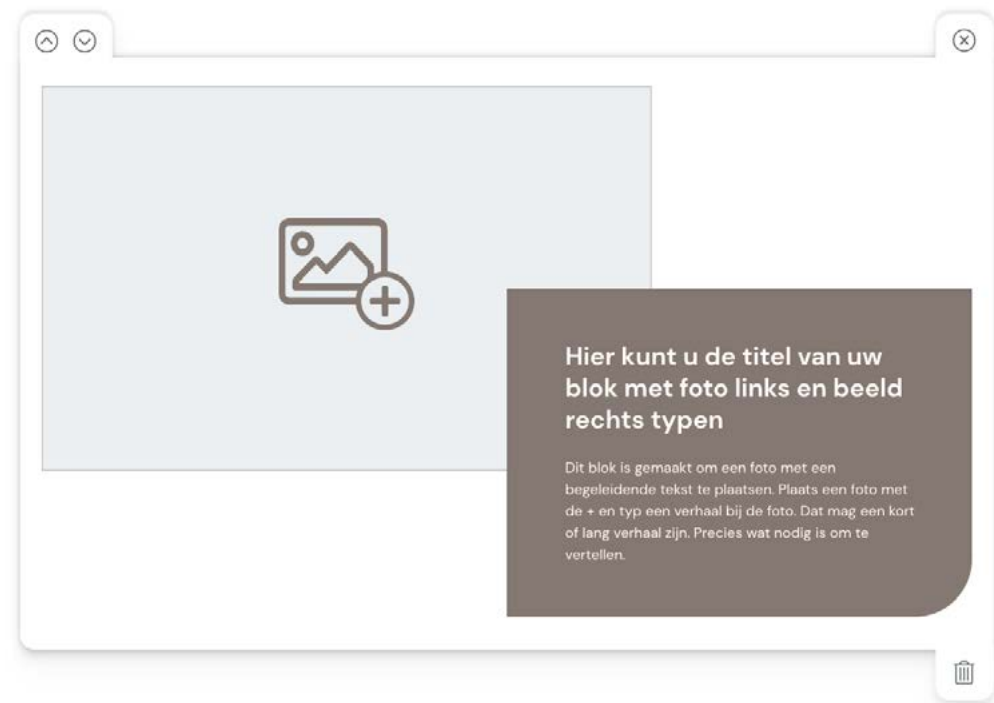 Hier kunt u de titel van uw
blok met foto links en beeld
rechts typen
Dit blok is gemaakt om een foto met een
begeleidende tekst te plaatsen. Plaats een foto met
de + en typ een verhaal bij de foto. Dat mag een kort
of lang verhaal zijn. Precies wat nodig is om te
vertellen.